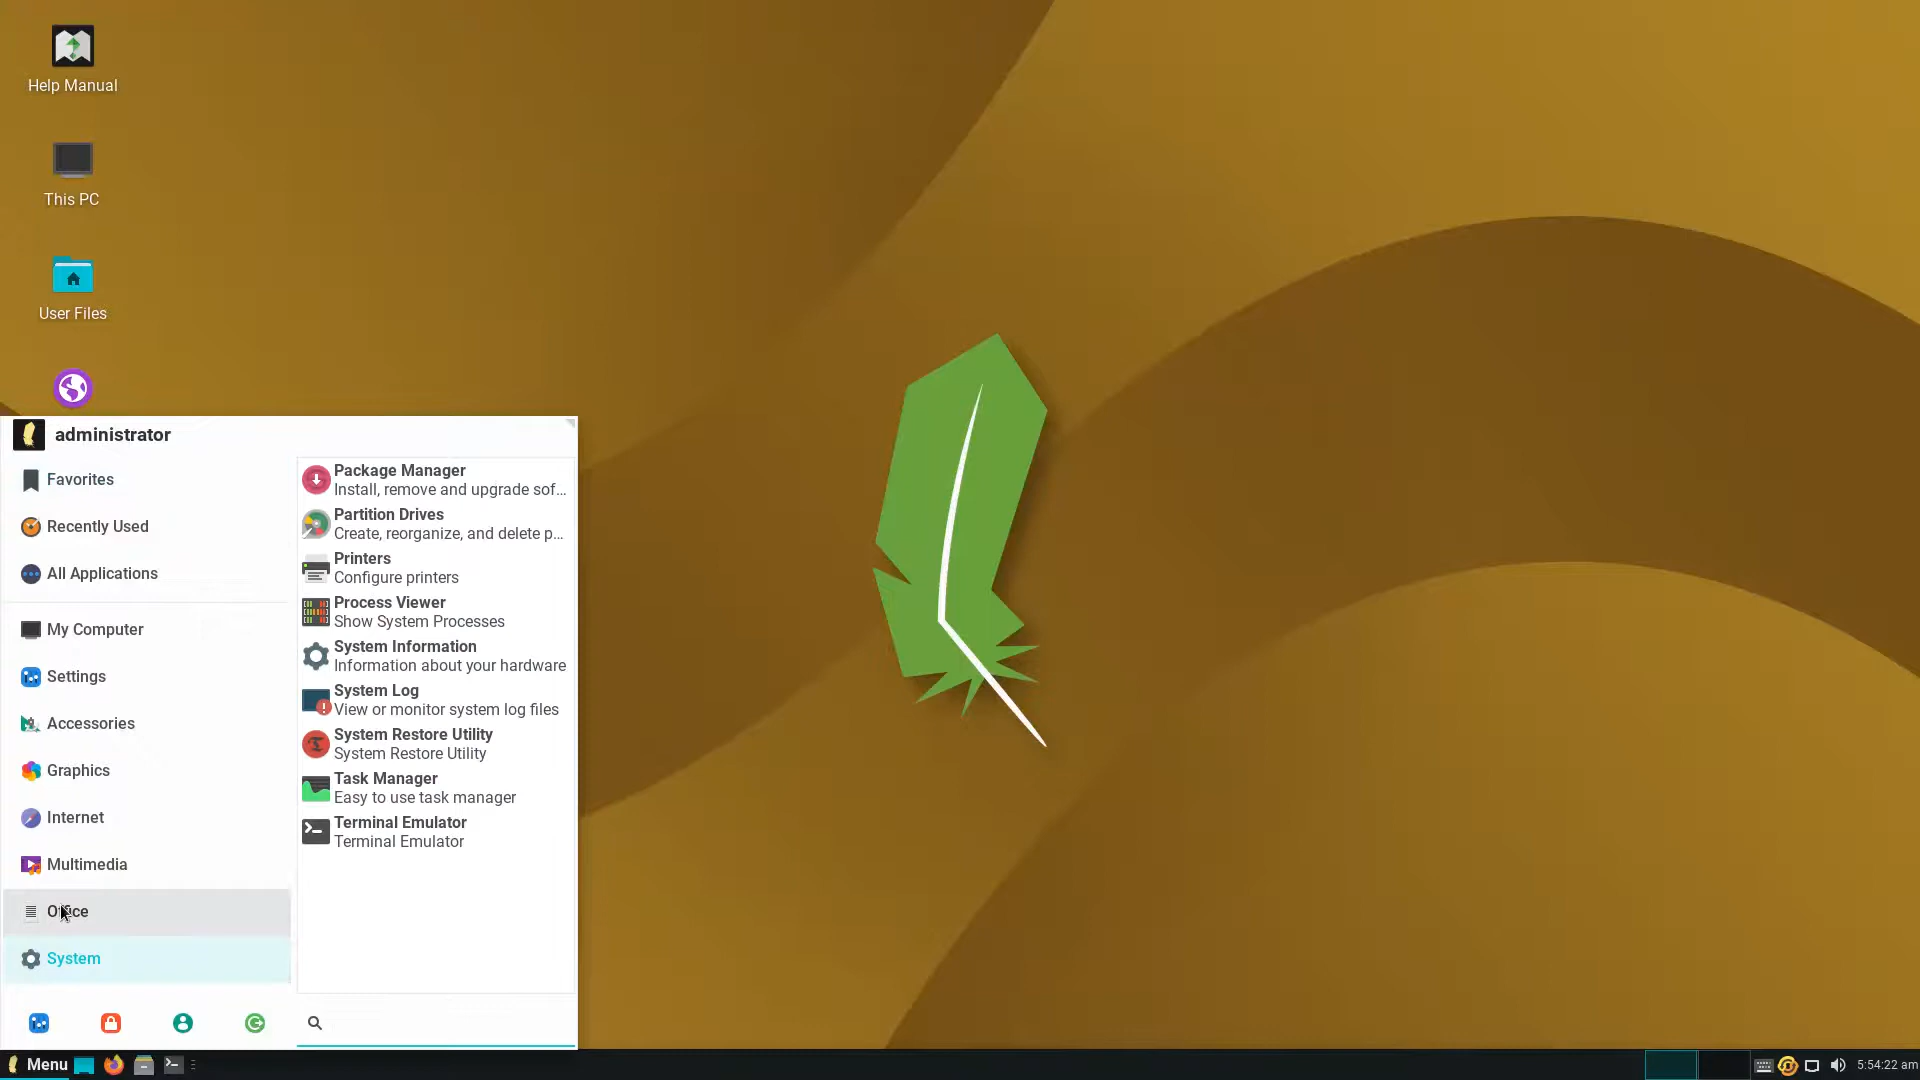 Help Manual
This PC
User Files
administrator
Favorites
Recently Used
All Applications
My Computer
Settings
Accessories
Graphics
Internet
Multimedia
Office
System
Package Manager
Install, remove and upgrade sof...
Partition Drives
Create, reorganize, and delete p...
Printers
Configure printers
Process Viewer
Show System Processes
System Information
Information about your hardware
System Log
View or monitor system log files
System Restore Utility
System Restore Utility
Task Manager
Easy to use task manager
Terminal Emulator
Terminal Emulator
Menu
5:54:22 am